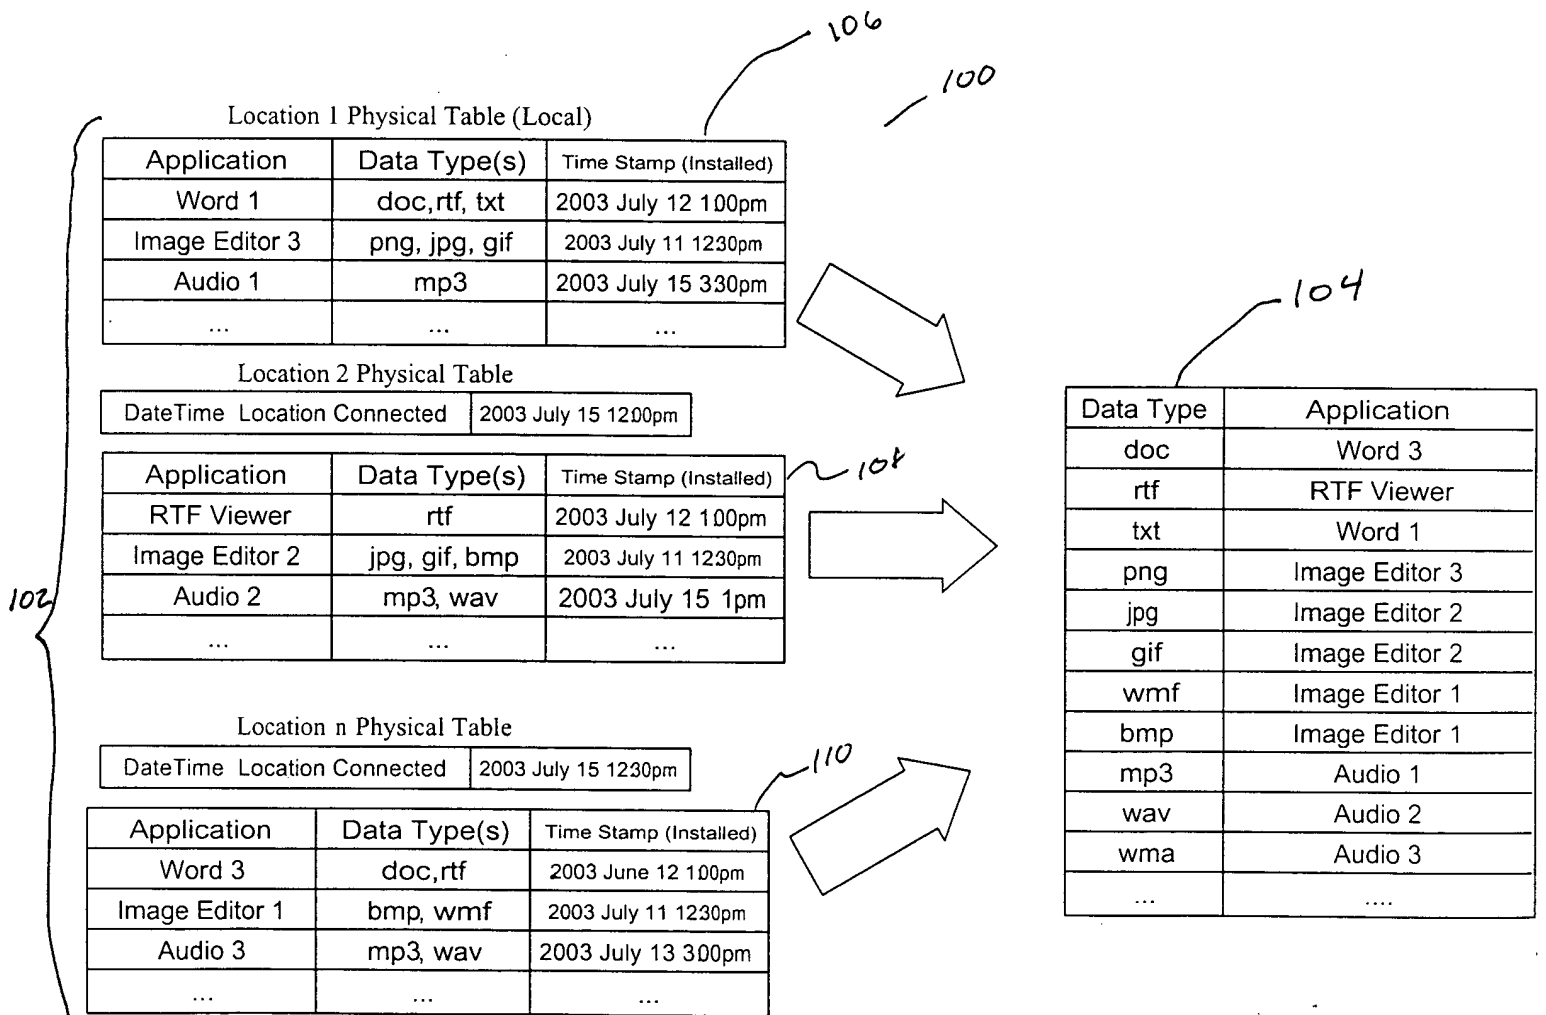 106
100
Location 1 Physical Table (Local)
Application Data Type(s) Time Stamp (Installed)
Word 1 doc,rtf, txt 2003 July 12 100pm
Image Editor 3 png, jpg, gif 2003 July 11 1230pm
Audio 1 mp3 2003 July 15 330pm
... ... ...
Location 2 Physical Table
DateTime Location Connected 2003 July 15 1200pm
Application Data Type(s) Time Stamp (Installed)
108
RTF Viewer rtf 2003 July 12 100pm
Image Editor 2 jpg, gif, bmp 2003 July 11 1230pm
Audio 2 mp3, wav 2003 July 15 1pm
... ... ...
102
Location n Physical Table
DateTime Location Connected 2003 July 15 1230pm
110
Application Data Type(s) Time Stamp (Installed)
Word 3 doc,rtf 2003 June 12 100pm
Image Editor 1 bmp, wmf 2003 July 11 1230pm
Audio 3 mp3, wav 2003 July 13 300pm
... ... ...
104
Data Type Application
doc Word 3
rtf RTF Viewer
txt Word 1
png Image Editor 3
jpg Image Editor 2
gif Image Editor 2
wmf Image Editor 1
bmp Image Editor 1
mp3 Audio 1
wav Audio 2
wma Audio 3
... ....